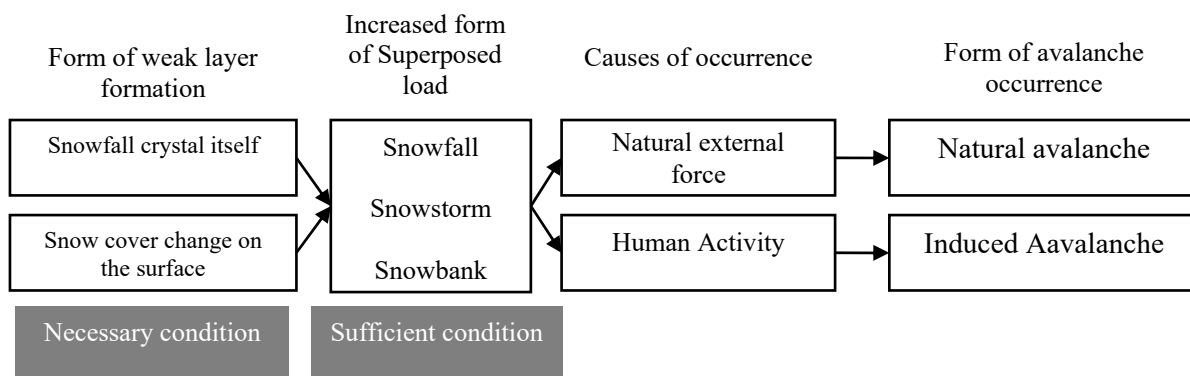 Form of weak layer
formation
Increased form
of Superposed
load
Causes of occurrence
Form of avalanche
occurrence
Snowfall crystal itself
Snow cover change on
the surface
Snowfall
Snowstorm
Snowbank
Natural external
force
Human Activity
Natural avalanche
Induced Aavalanche
Necessary condition
Sufficient condition